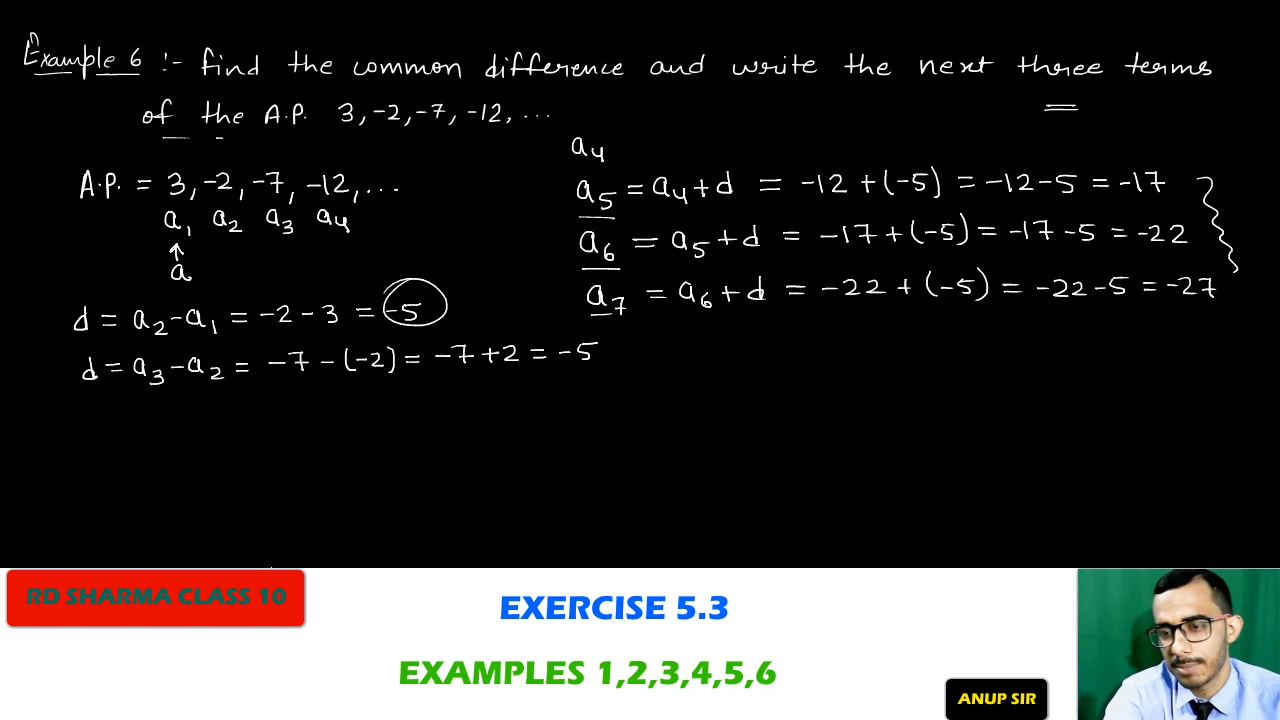 Example 6 :- find the common difference and write the next three terms
of the A.P. 3, -2, -7, -12, ...
A.P. = 3, -2, -7, -12, ...
a₁ a₂ a₃ a₄
↑
a
d = a₂ - a₁ = -2 - 3 = -5
d = a₃ - a₂ = -7 - (-2) = -7 + 2 = -5
a₄
a₅ = a₄ + d = -12 + (-5) = -12 - 5 = -17
a₆ = a₅ + d = -17 + (-5) = -17 - 5 = -22
a₇ = a₆ + d = -22 + (-5) = -22 - 5 = -27
RD SHARMA CLASS 10
EXERCISE 5.3
EXAMPLES 1,2,3,4,5,6
ANUP SIR